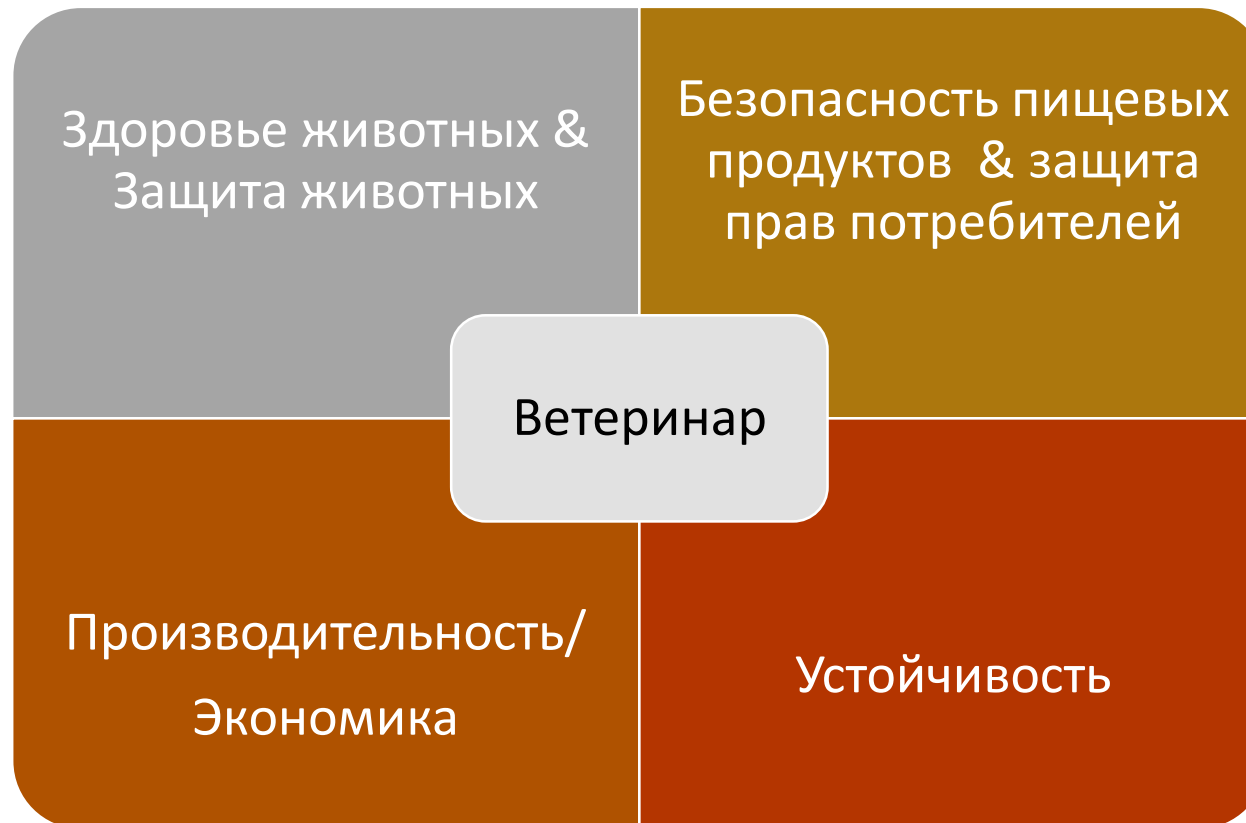 Здоровье животных &
Защита животных
Безопасность пищевых
продуктов & защита
прав потребителей
Ветеринар
Производительность/
Экономика
Устойчивость